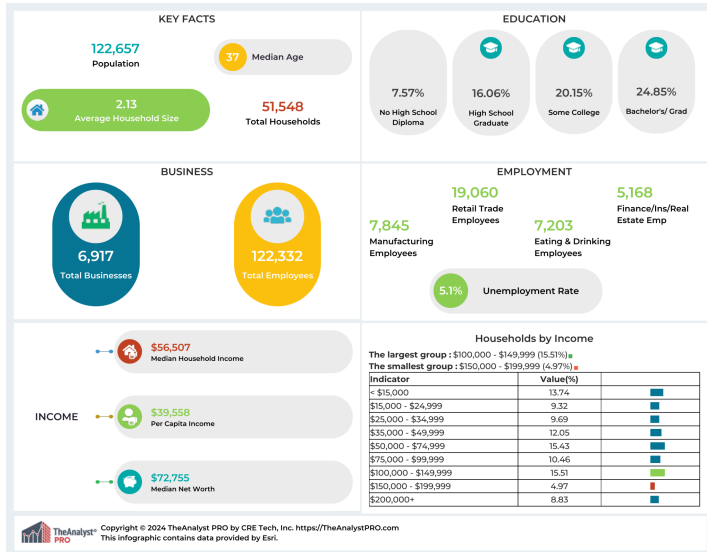 KEY FACTS
122,657
Population
37
Median Age
2.13
Average Household Size
51,548
Total Households
EDUCATION
7.57%
No High School
Diploma
16.06%
High School
Graduate
20.15%
Some College
24.85%
Bachelor's/ Grad
BUSINESS
6,917
Total Businesses
122,332
Total Employees
EMPLOYMENT
7,845
Manufacturing
Employees
19,060
Retail Trade
Employees
7,203
Eating & Drinking
Employees
5,168
Finance/Ins/Real
Estate Emp
5.1%
Unemployment Rate
INCOME
$56,507
Median Household Income
$39,558
Per Capita Income
$72,755
Median Net Worth
Households by Income
The largest group : $100,000 - $149,999 (15.51%)
The smallest group : $150,000 - $199,999 (4.97%)
Indicator Value(%)
< $15,000 13.74
$15,000 - $24,999 9.32
$25,000 - $34,999 9.69
$35,000 - $49,999 12.05
$50,000 - $74,999 15.43
$75,000 - $99,999 10.46
$100,000 - $149,999 15.51
$150,000 - $199,999 4.97
$200,000+ 8.83
TheAnalyst®
PRO
Copyright © 2024 TheAnalyst PRO by CRE Tech, Inc. https://TheAnalystPRO.com
This infographic contains data provided by Esri.